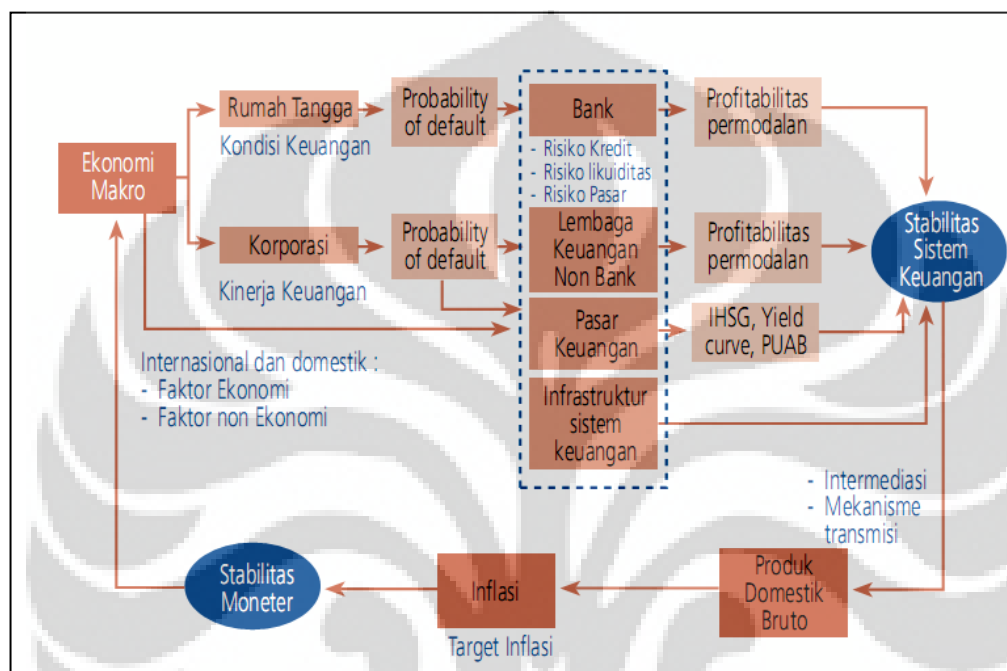 Rumah Tangga
Kondisi Keuangan
Probability
of default
Bank
- Risiko Kredit
- Risiko likuiditas
- Risiko Pasar
Profitabilitas
permodalan
Ekonomi
Makro
Korporasi
Kinerja Keuangan
Probability
of default
Lembaga
Keuangan
Non Bank
Profitabilitas
permodalan
Stabilitas
Sistem
Keuangan
Pasar
Keuangan
IHSG, Yield
curve, PUAB
Internasional dan domestik :
- Faktor Ekonomi
- Faktor non Ekonomi
Infrastruktur
sistem
keuangan
- Intermediasi
- Mekanisme
transmisi
Stabilitas
Moneter
Inflasi
Target Inflasi
Produk
Domestik
Bruto